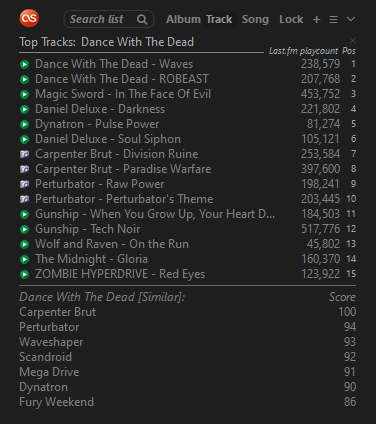 Search list Album Track Song Lock
Top Tracks: Dance With The Dead
Last.fm playcount Pos
Dance With The Dead - Waves 238,579 1
Dance With The Dead - ROBEAST 207,768 2
Magic Sword - In The Face Of Evil 453,752 3
Daniel Deluxe - Darkness 221,802 4
Dynatron - Pulse Power 81,274 5
Daniel Deluxe - Soul Siphon 105,121 6
Carpenter Brut - Division Ruine 253,584 7
Carpenter Brut - Paradise Warfare 397,600 8
Perturbator - Raw Power 198,241 9
Perturbator - Perturbator's Theme 203,445 10
Gunship - When You Grow Up, Your Heart D... 184,503 11
Gunship - Tech Noir 517,776 12
Wolf and Raven - On the Run 45,802 13
The Midnight - Gloria 160,370 14
ZOMBIE HYPERDRIVE - Red Eyes 123,922 15
Dance With The Dead [Similar]: Score
Carpenter Brut 100
Perturbator 94
Waveshaper 93
Scandroid 92
Mega Drive 91
Dynatron 90
Fury Weekend 86